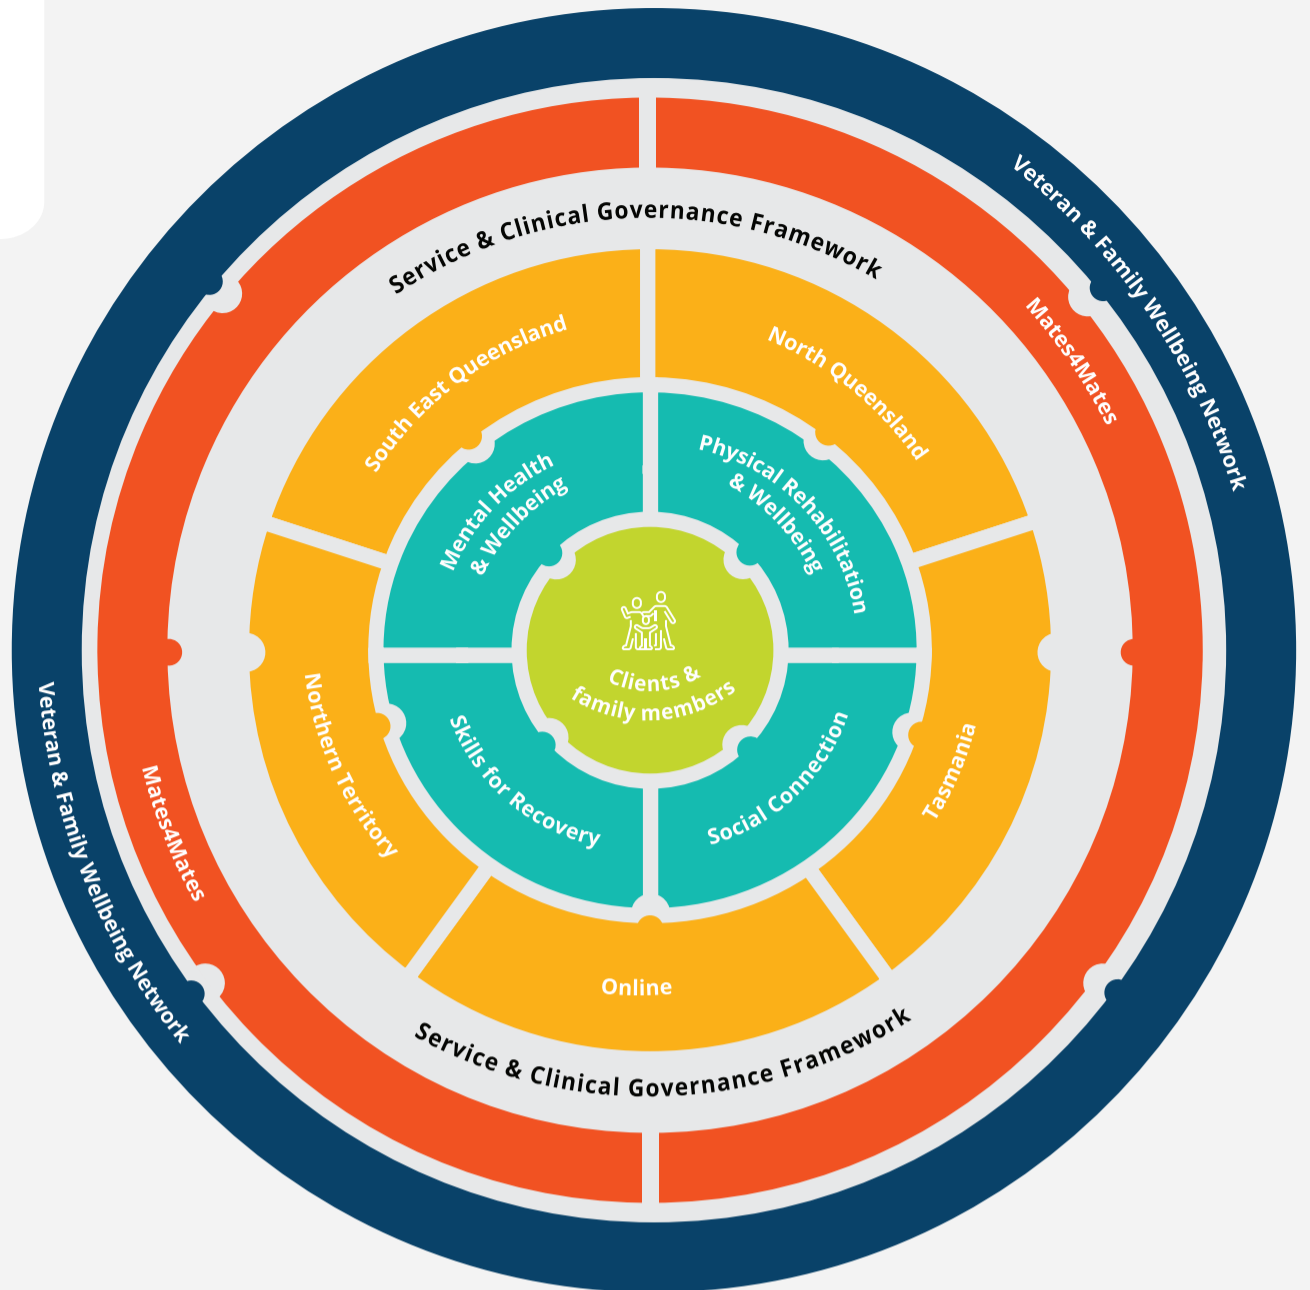 Veteran & Family Wellbeing Network
Mates4Mates
Service & Clinical Governance Framework
South East Queensland
North Queensland
Mental Health
& Wellbeing
Physical Rehabilitation
& Wellbeing
Clients &
family members
Northern Territory
Skills for Recovery
Social Connection
Tasmania
Online
Service & Clinical Governance Framework
Mates4Mates
Veteran & Family Wellbeing Network